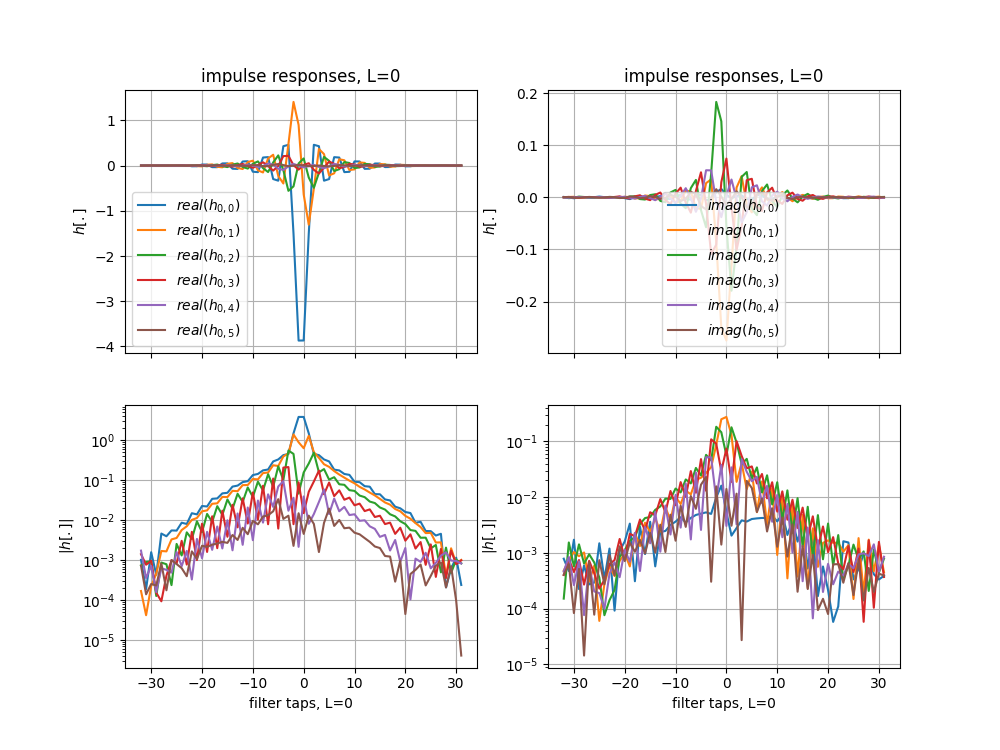 impulse responses, L=0
1
0
−1
−2
−3
−4
h[.]
real(h0,0)
real(h0,1)
real(h0,2)
real(h0,3)
real(h0,4)
real(h0,5)
impulse responses, L=0
0.2
0.1
0.0
−0.1
−0.2
h[.]
imag(h0,0)
imag(h0,1)
imag(h0,2)
imag(h0,3)
imag(h0,4)
imag(h0,5)
10^0
10^−1
10^−2
10^−3
10^−4
10^−5
|h[.]|
−30 −20 −10 0 10 20 30
filter taps, L=0
10^−1
10^−2
10^−3
10^−4
10^−5
|h[.]|
−30 −20 −10 0 10 20 30
filter taps, L=0